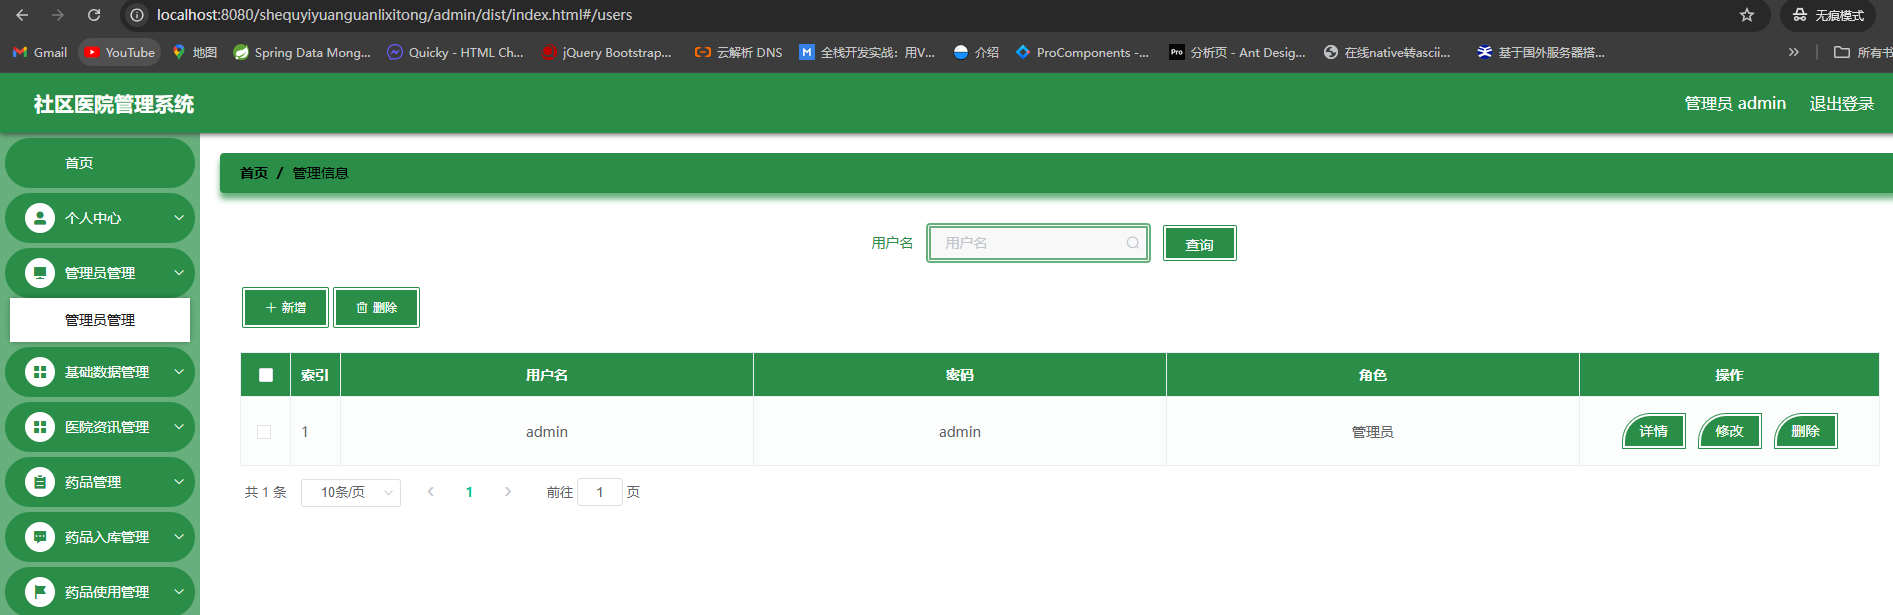 localhost:8080/shequyiyuanguanlixitong/admin/dist/index.html#/users
无痕模式
Gmail YouTube 地图 Spring Data Mong... Quicky - HTML Ch... jQuery Bootstrap... 云解析 DNS M 全栈开发实战：用V... 介绍 ProComponents -... Pro 分析页 - Ant Desig... 在线native转ascii... 基于国外服务器搭... » 所有书
社区医院管理系统
管理员 admin 退出登录
首页
个人中心
管理员管理
管理员管理
基础数据管理
医院资讯管理
药品管理
药品入库管理
药品使用管理
首页 / 管理信息
用户名 用户名 查询
新增 删除
索引 用户名 密码 角色 操作
1 admin admin 管理员 详情 修改 删除
共 1 条 10条/页 1 前往 1 页